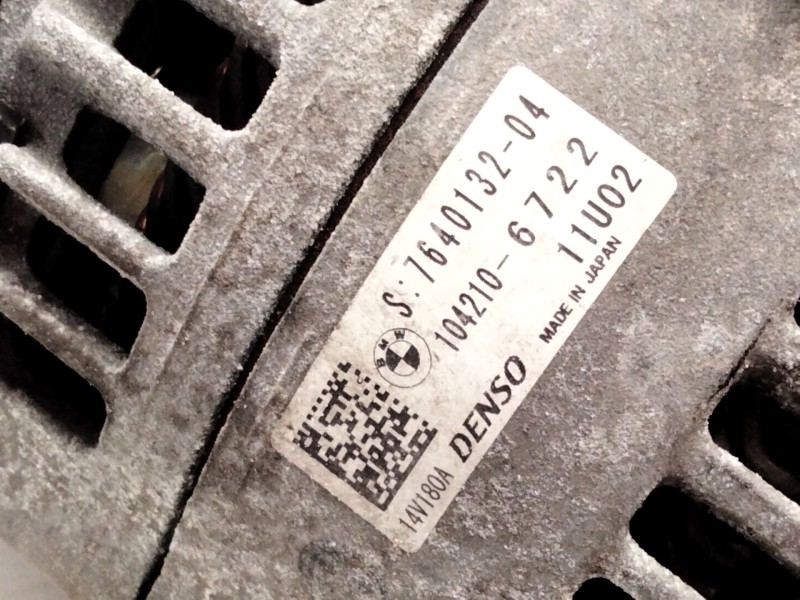 S: 7640132-04
BMW
104210-6722
11U02
DENSO
MADE IN JAPAN
14V180A